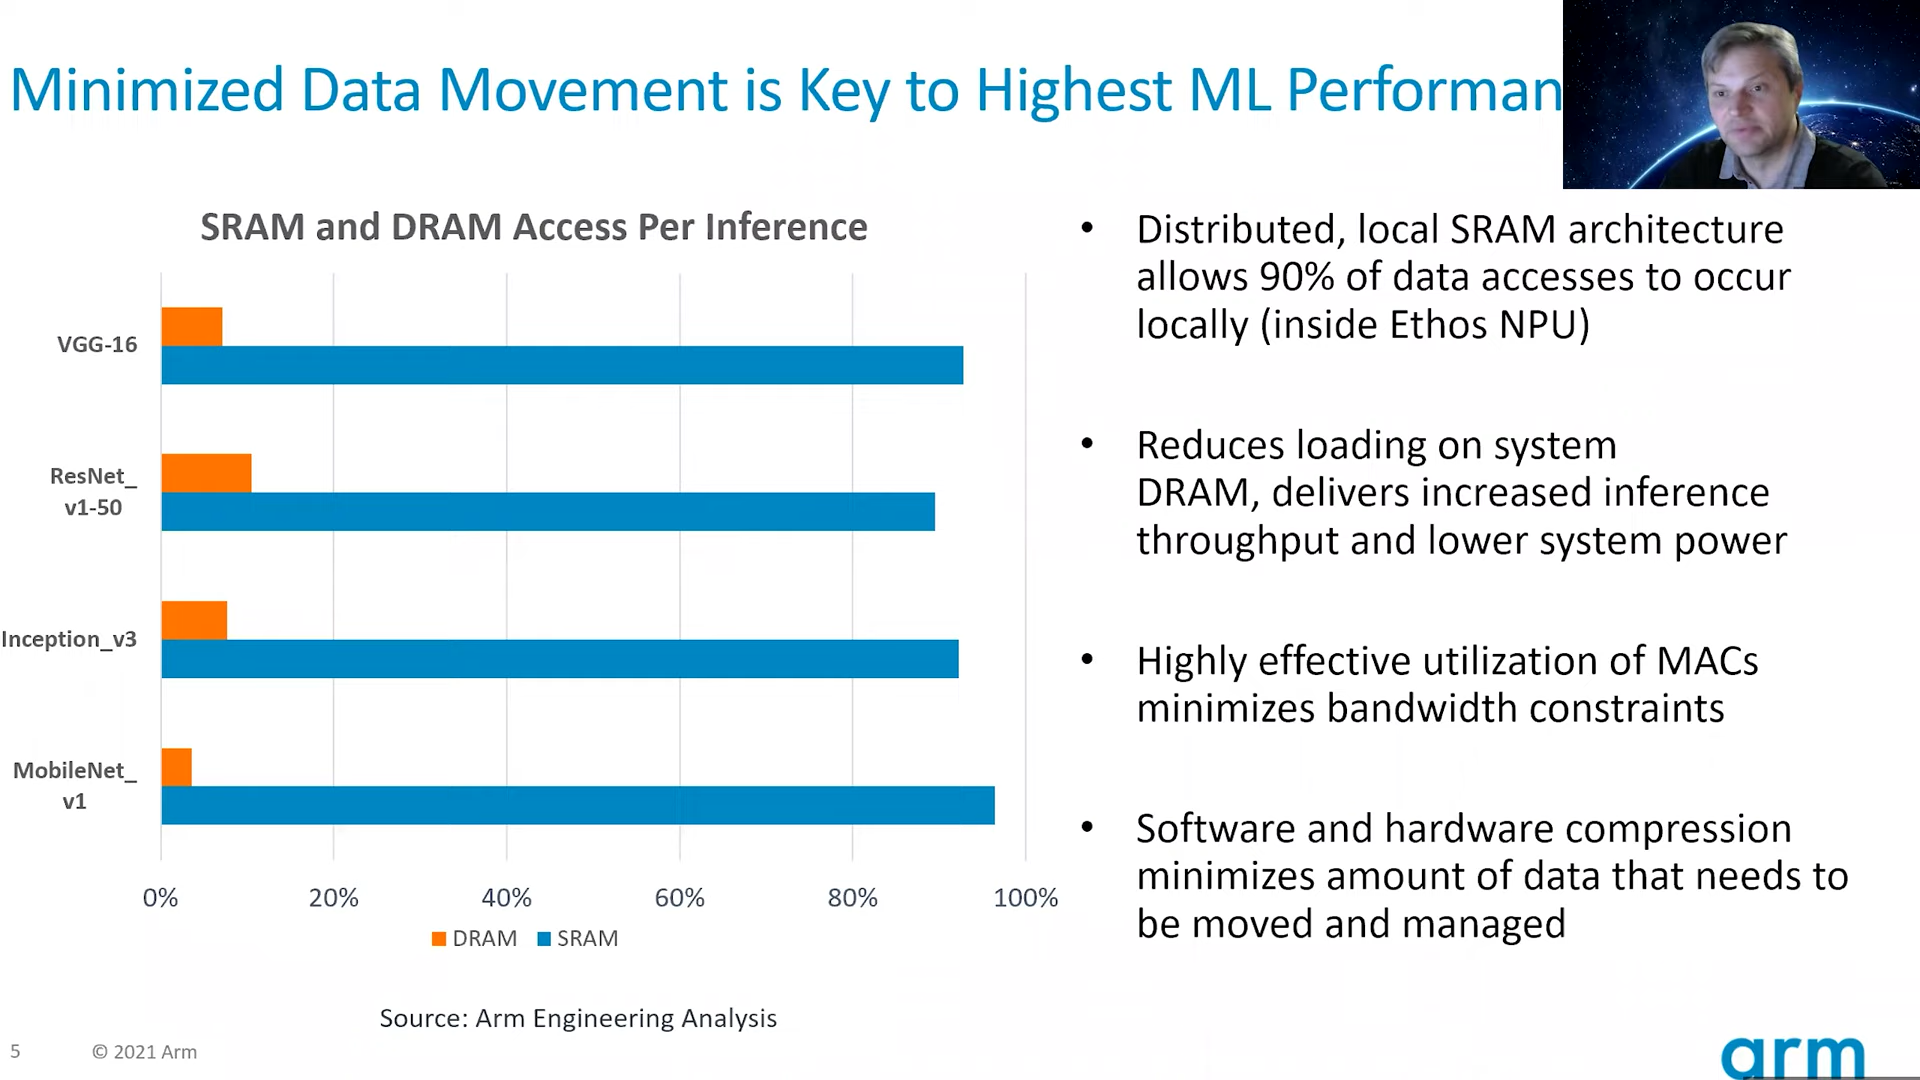 Minimized Data Movement is Key to Highest ML Performan
SRAM and DRAM Access Per Inference
VGG-16
ResNet_
v1-50
Inception_v3
MobileNet_
v1
0% 20% 40% 60% 80% 100%
DRAM SRAM
Source: Arm Engineering Analysis
• Distributed, local SRAM architecture
allows 90% of data accesses to occur
locally (inside Ethos NPU)
• Reduces loading on system
DRAM, delivers increased inference
throughput and lower system power
• Highly effective utilization of MACs
minimizes bandwidth constraints
• Software and hardware compression
minimizes amount of data that needs to
be moved and managed
5 © 2021 Arm
arm